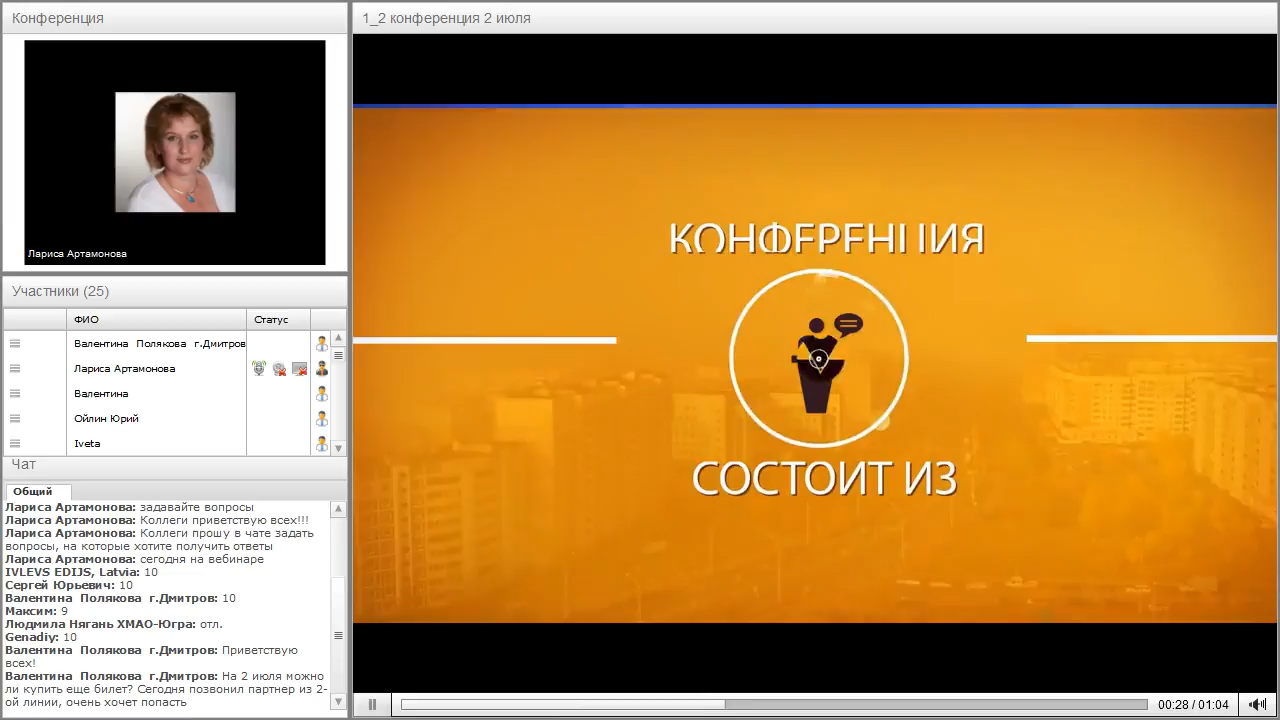 Конференция
Лариса Артамонова
Участники (25)
ФИО
Статус
Валентина Полякова г.Дмитров
Лариса Артамонова
Валентина
Ойлин Юрий
Iveta
Чат
Общий
Лариса Артамонова: задавайте вопросы
Лариса Артамонова: Коллеги приветствую всех!!!
Лариса Артамонова: Коллеги прошу в чате задать
вопросы, на которые хотите получить ответы
Лариса Артамонова: сегодня на вебинаре
IVLEVS EDIJS, Latvia: 10
Сергей Юрьевич: 10
Валентина Полякова г.Дмитров: 10
Максим: 9
Людмила Нягань ХМАО-Югра: отл.
Genadiy: 10
Валентина Полякова г.Дмитров: Приветствую
всех!
Валентина Полякова г.Дмитров: На 2 июля можно
ли купить еще билет? Сегодня позвонил партнер из 2-
ой линии, очень хочет попасть
1_2 конференция 2 июля
КОНФЕРЕНЦИЯ
СОСТОИТ ИЗ
00:28 / 01:04